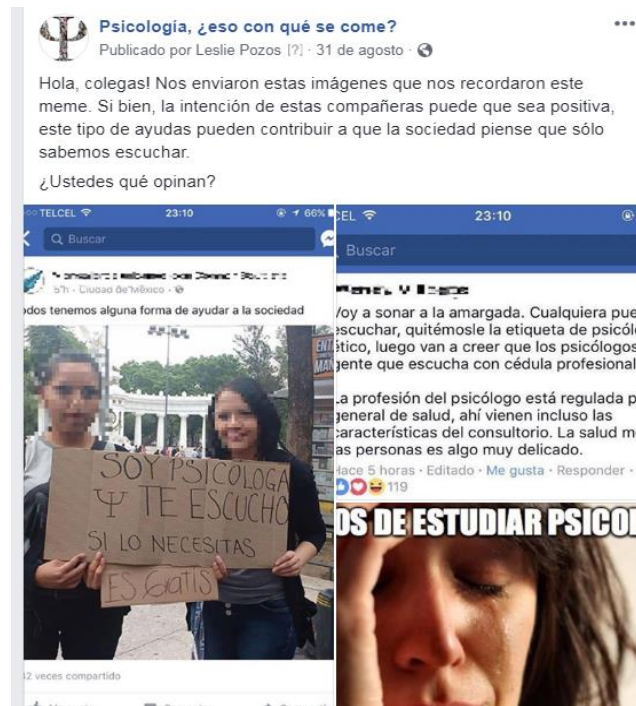 Psicología, ¿eso con qué se come?
Publicado por Leslie Pozos [?] · 31 de agosto ·
Hola, colegas! Nos enviaron estas imágenes que nos recordaron este
meme. Si bien, la intención de estas compañeras puede que sea positiva,
este tipo de ayudas pueden contribuir a que la sociedad piense que sólo
sabemos escuchar.
¿Ustedes qué opinan?
TELCEL 23:10 66%
Buscar
5 h · Ciudad de México ·
odos tenemos alguna forma de ayudar a la sociedad
SOY PSICÓLOGA
Ψ TE ESCUCHO
SI LO NECESITAS
ES GratIS
2 veces compartido
CEL 23:10
Buscar
Voy a sonar a la amargada. Cualquiera pue
escuchar, quitémosle la etiqueta de psicól
ético, luego van a creer que los psicólogos
gente que escucha con cédula profesional
La profesión del psicólogo está regulada p
general de salud, ahí vienen incluso las
características del consultorio. La salud m
as personas es algo muy delicado.
Hace 5 horas · Editado · Me gusta · Responder ·
119
OS DE ESTUDIAR PSICO